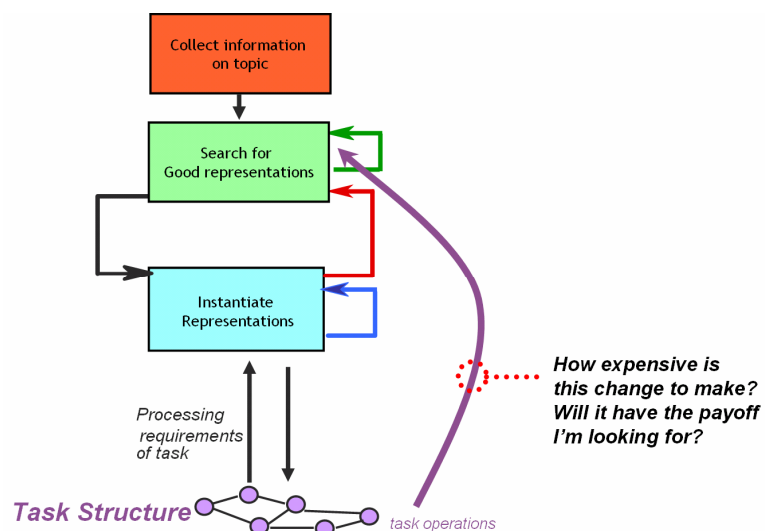 Collect information
on topic
Search for
Good representations
Instantiate
Representations
How expensive is
this change to make?
Will it have the payoff
I'm looking for?
Processing
requirements
of task
Task Structure
task operations